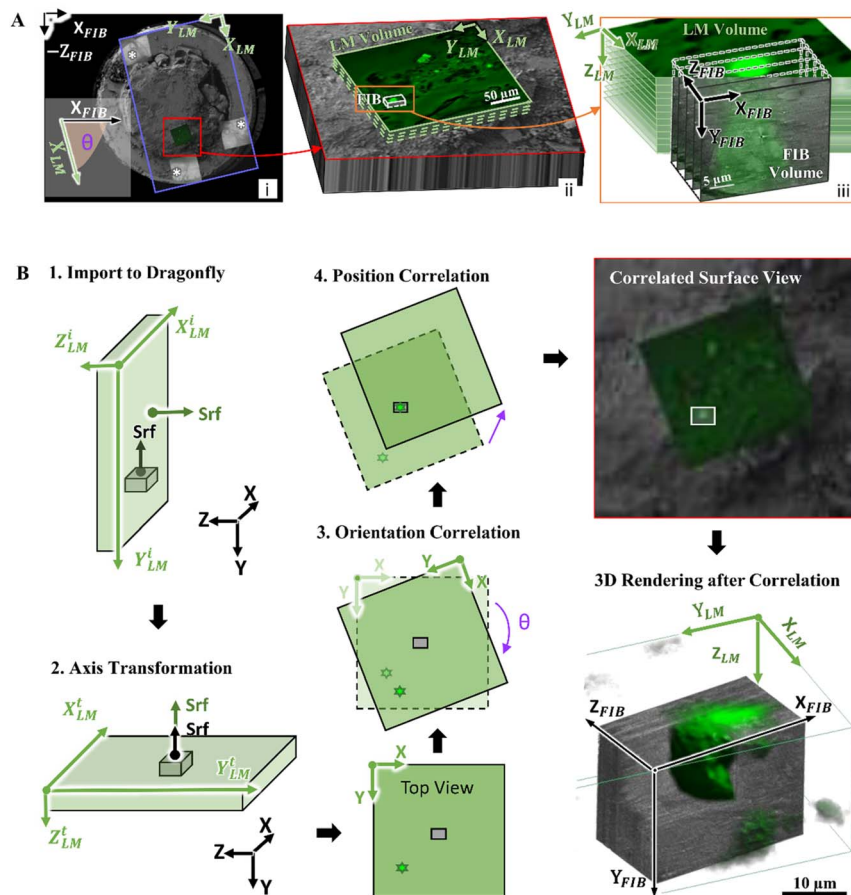 A
X_FIB
−Z_FIB
Y_LM
X_LM
*
X_FIB
θ
X_LM
*
*
i
LM Volume
X_LM
Y_LM
FIB
50 µm
ii
Y_LM
X_LM
Z_LM
LM Volume
Z_FIB
X_FIB
Y_FIB
FIB
Volume
5 µm
iii
B
1. Import to Dragonfly
Z^i_LM
X^i_LM
Srf
Srf
Y^i_LM
X
Z
Y
2. Axis Transformation
X^t_LM
Srf
Srf
Y^t_LM
Z^t_LM
X
Z
Y
4. Position Correlation
3. Orientation Correlation
X
Y
Y
X
θ
X
Y
Top View
Correlated Surface View
3D Rendering after Correlation
Y_LM
X_LM
Z_LM
Z_FIB
X_FIB
Y_FIB
10 µm